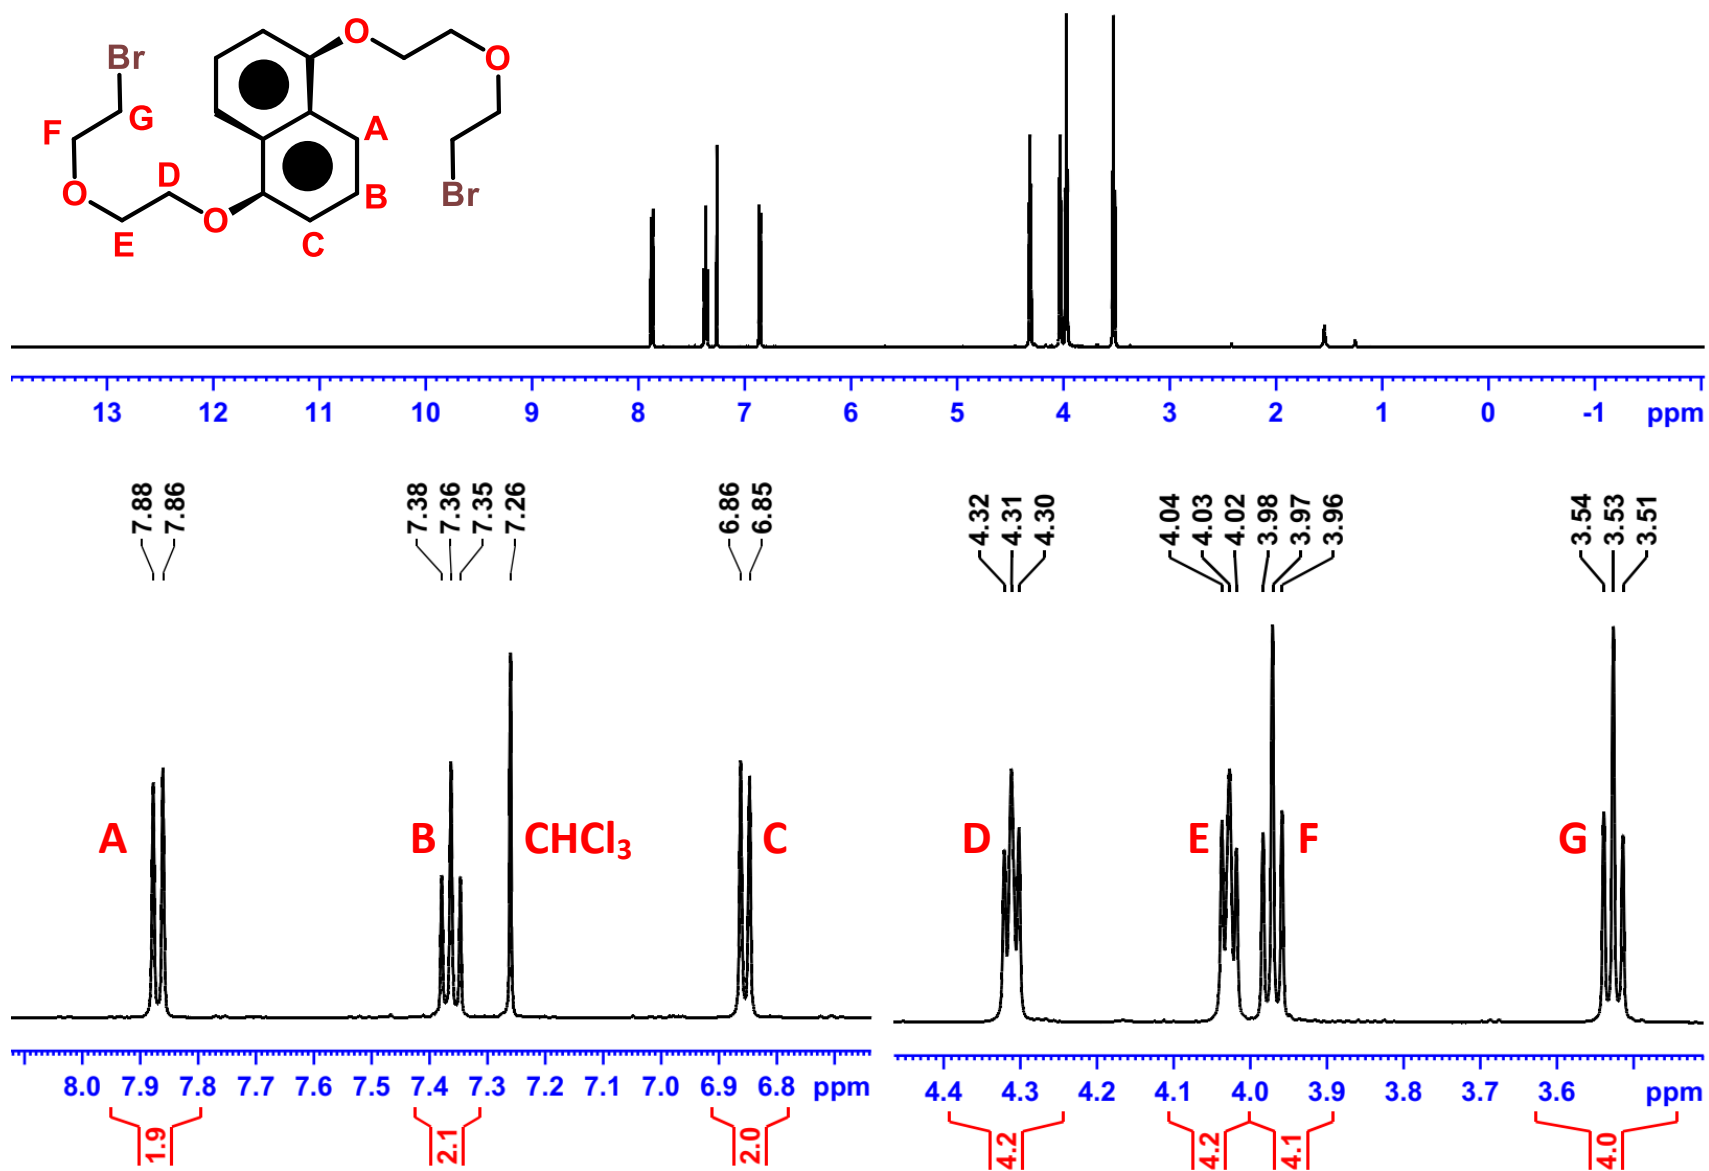 O
Br
O
G
F
A
D
O
B
Br
O
E
C
13 12 11 10 9 8 7 6 5 4 3 2 1 0 -1 ppm
7.88 7.86 7.38 7.36 7.35 7.26 6.86 6.85
4.32 4.31 4.30 4.04 4.03 4.02 3.98 3.97 3.96 3.54 3.53 3.51
A B CHCl₃ C D E F G
8.0 7.9 7.8 7.7 7.6 7.5 7.4 7.3 7.2 7.1 7.0 6.9 6.8 ppm
4.4 4.3 4.2 4.1 4.0 3.9 3.8 3.7 3.6 ppm
1.9 2.1 2.0 4.2 4.2 4.1 4.0